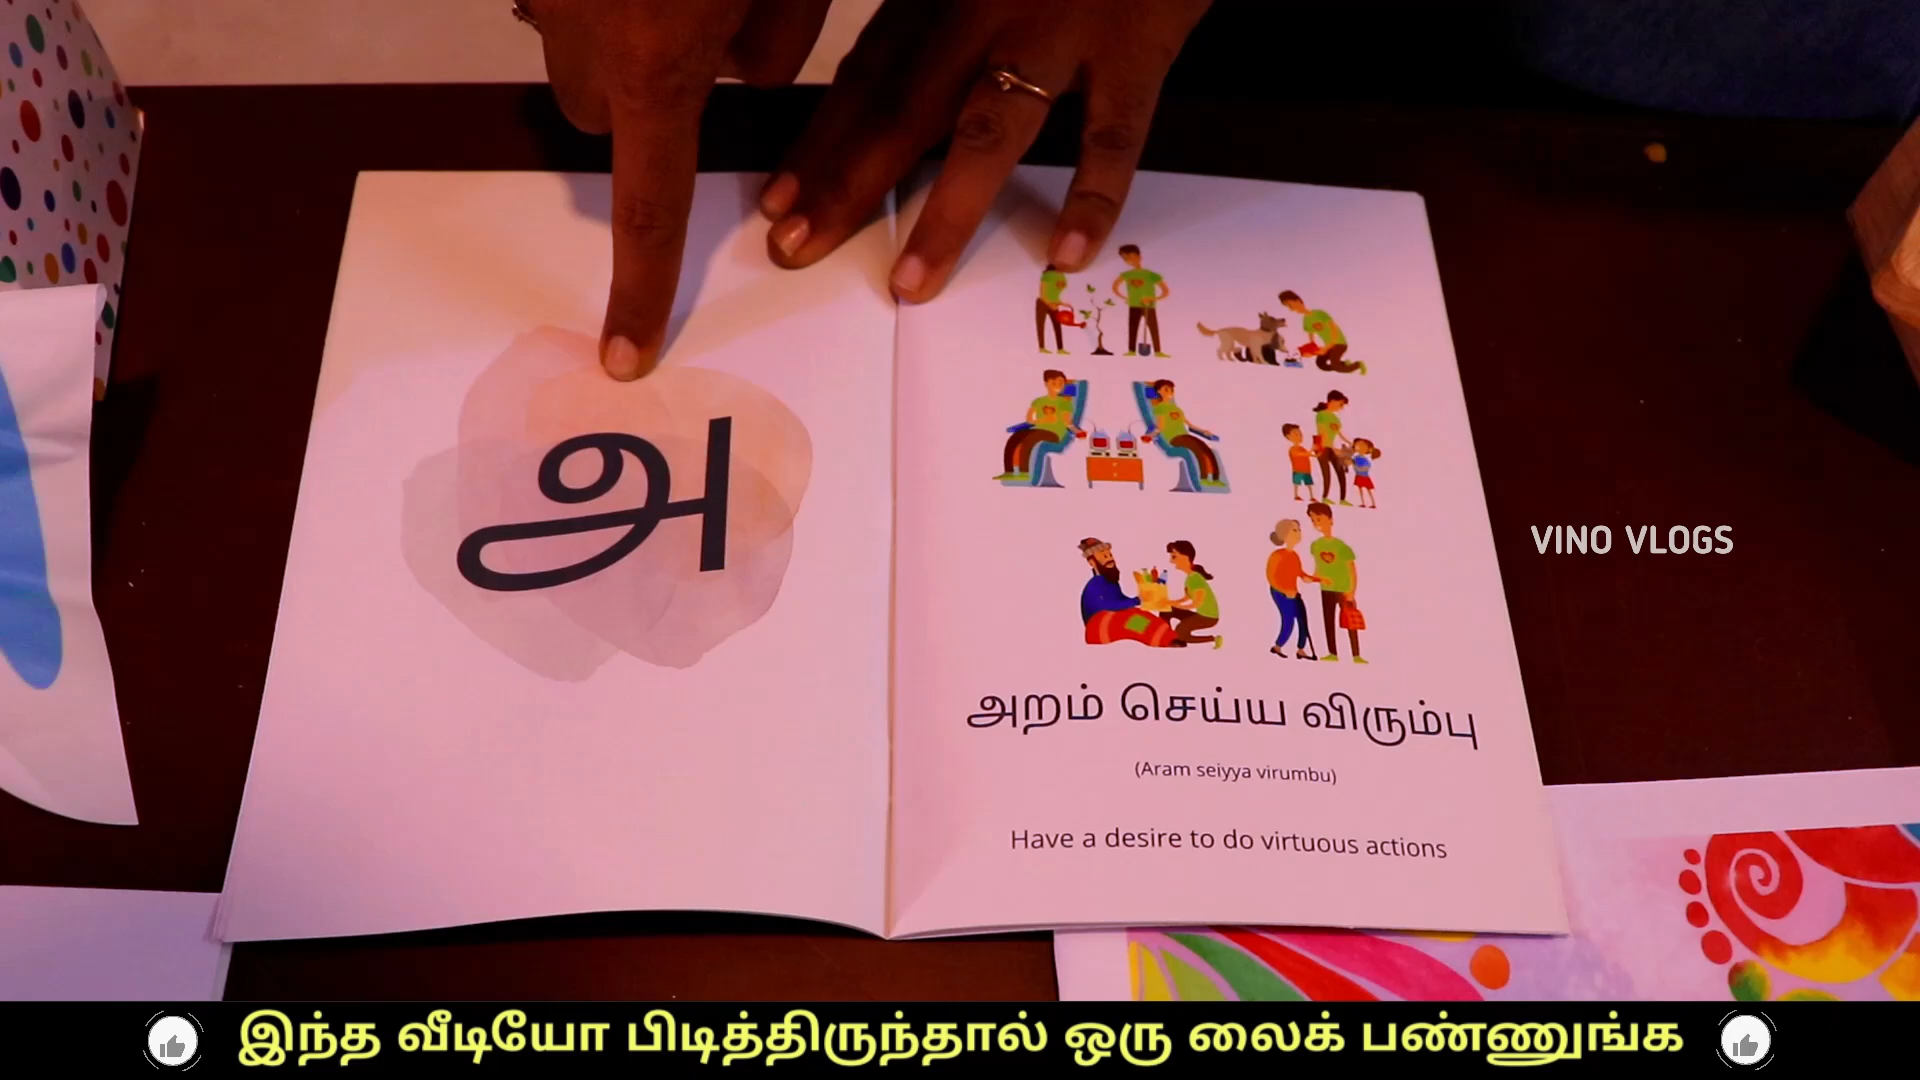 அ
அறம் செய்ய விரும்பு
(Aram seiyya virumbu)
Have a desire to do virtuous actions
VINO VLOGS
இந்த வீடியோ பிடித்திருந்தால் ஒரு லைக் பண்ணுங்க